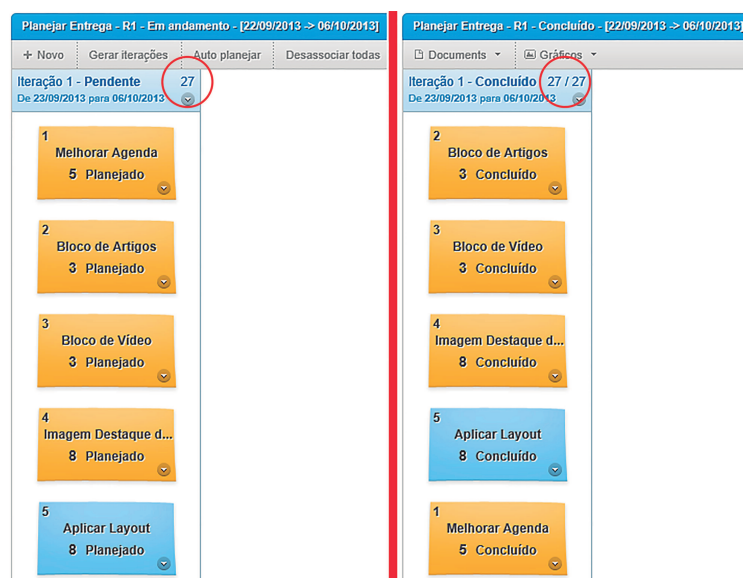 Planejar Entrega - R1 - Em andamento - [22/09/2013 -> 06/10/2013]
+ Novo Gerar iterações Auto planejar Desassociar todas
Iteração 1 - Pendente 27
De 23/09/2013 para 06/10/2013
1
Melhorar Agenda
5 Planejado
2
Bloco de Artigos
3 Planejado
3
Bloco de Vídeo
3 Planejado
4
Imagem Destaque d...
8 Planejado
5
Aplicar Layout
8 Planejado
Planejar Entrega - R1 - Concluído - [22/09/2013 -> 06/10/2013]
Documents Gráficos
Iteração 1 - Concluído 27 / 27
De 23/09/2013 para 06/10/2013
2
Bloco de Artigos
3 Concluído
3
Bloco de Vídeo
3 Concluído
4
Imagem Destaque d...
8 Concluído
5
Aplicar Layout
8 Concluído
1
Melhorar Agenda
5 Concluído